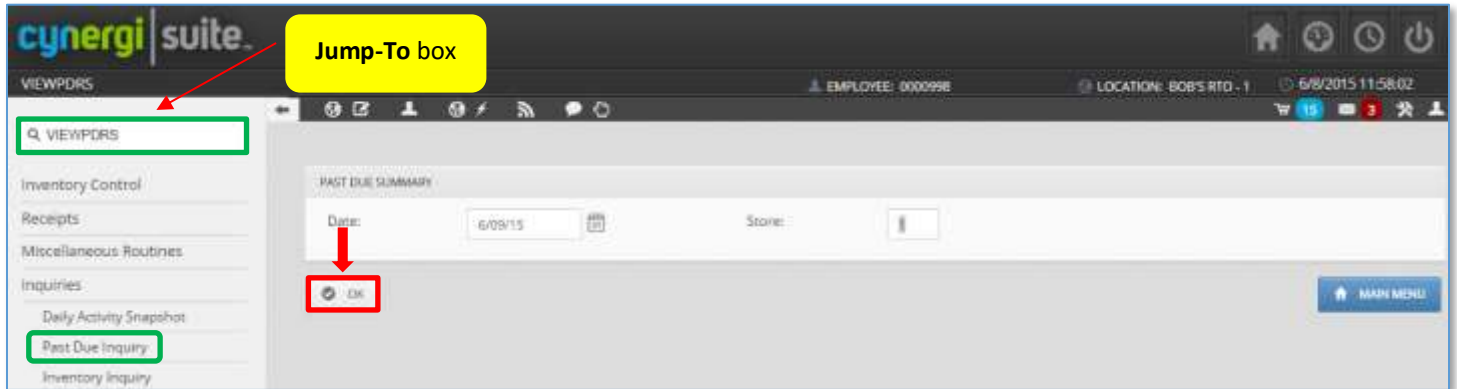 cynergi suite.
Jump-To box
VIEWPDRS
EMPLOYEE: 0000998
LOCATION: BOB'S RTO - 1
6/8/2015 11:58:02
15
3
VIEWPDRS
Inventory Control
Receipts
Miscellaneous Routines
Inquiries
Daily Activity Snapshot
Past Due Inquiry
Inventory Inquiry
PAST DUE SUMMARY
Date:
6/09/15
Store:
OK
MAIN MENU